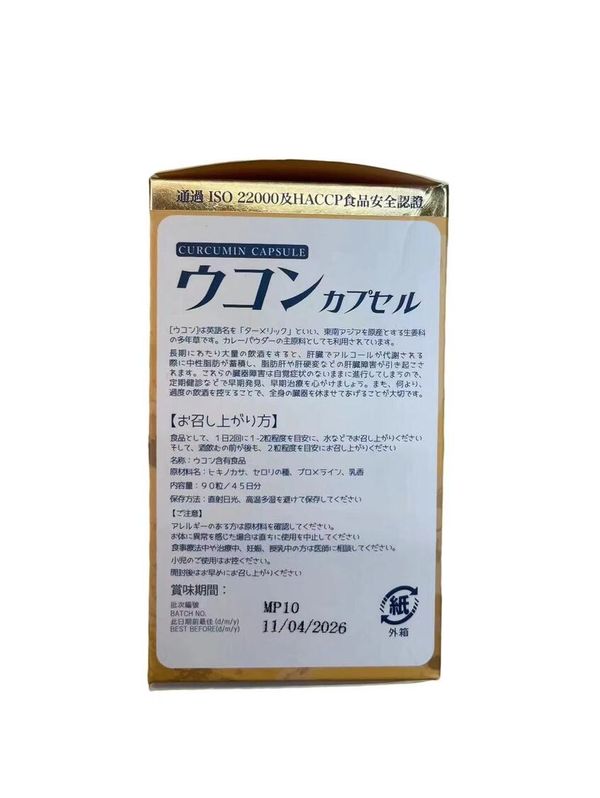 通過 ISO 22000及HACCP食品安全認證
CURCUMIN CAPSULE
ウコンカプセル
[ウコン]は英語名を「ターメリック」といい、東南アジアを原産とする生姜科
の多年草です。カレーパウダーの主原料としても利用されています。
長期にわたり大量の飲酒をすると、肝臓でアルコールが代謝される
際に中性脂肪が蓄積し、脂肪肝や肝硬変などの肝臓障害が引き起こさ
れます。これらの臓器障害は自覚症状のないままに進行してしまうので、
定期健診などで早期発見、早期治療を心がけましょう。また、何より、
過度の飲酒を控えることで、全身の臓器を休ませてあげることが大切です。
【お召し上がり方】
食品として、1日2回に1-2粒程度を目安に、水などでお召し上がりください
そして、酒飲むの前が後も、2粒程度を目安にお召し上がりください
名称：ウコン含有食品
原材料名：ヒキノカサ、セロリの種、プロメライン、乳香
内容量：90粒/45日分
保存方法：直射日光、高温多湿を避けて保存してください
【ご注意】
アレルギーのある方は原材料を確認してください。
お体に異常を感じた場合は直ちに使用を中止してください
食事療法中や治療中、妊娠、授乳中の方は医師に相談してください。
小児のご使用はお控ください。
開封後はお早めにお召し上がりください
賞味期間：
批次編號
BATCH NO.
MP10
此日期前最佳 (d/m/y)
BEST BEFORE(d/m/y)
11/04/2026
紙
外箱